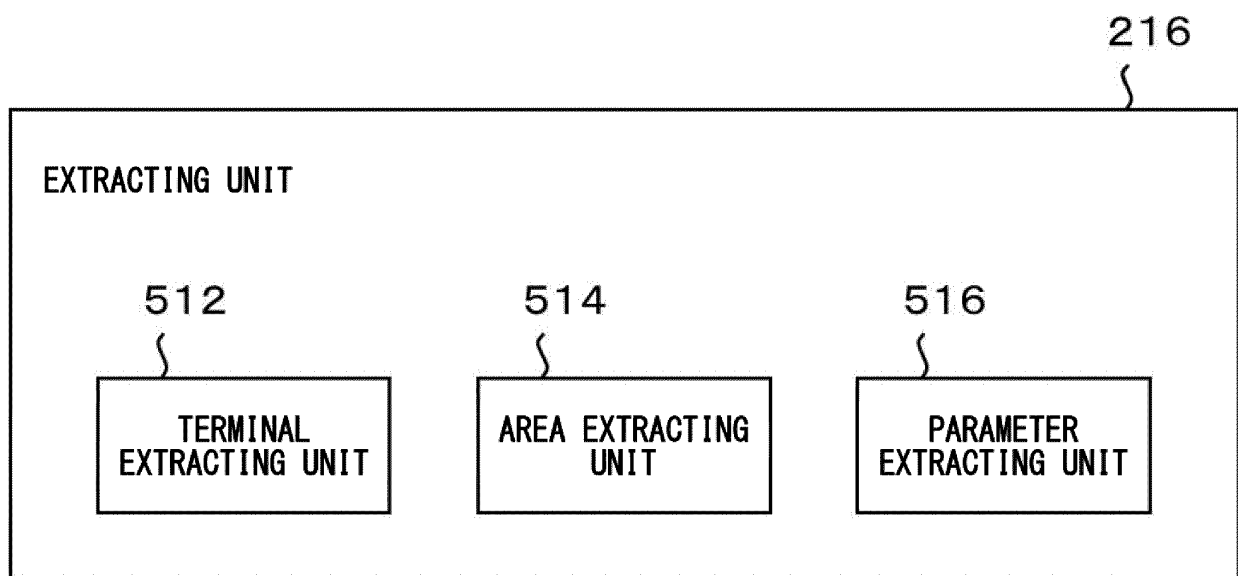 216
EXTRACTING UNIT
512
514
516
TERMINAL
EXTRACTING UNIT
AREA EXTRACTING
UNIT
PARAMETER
EXTRACTING UNIT